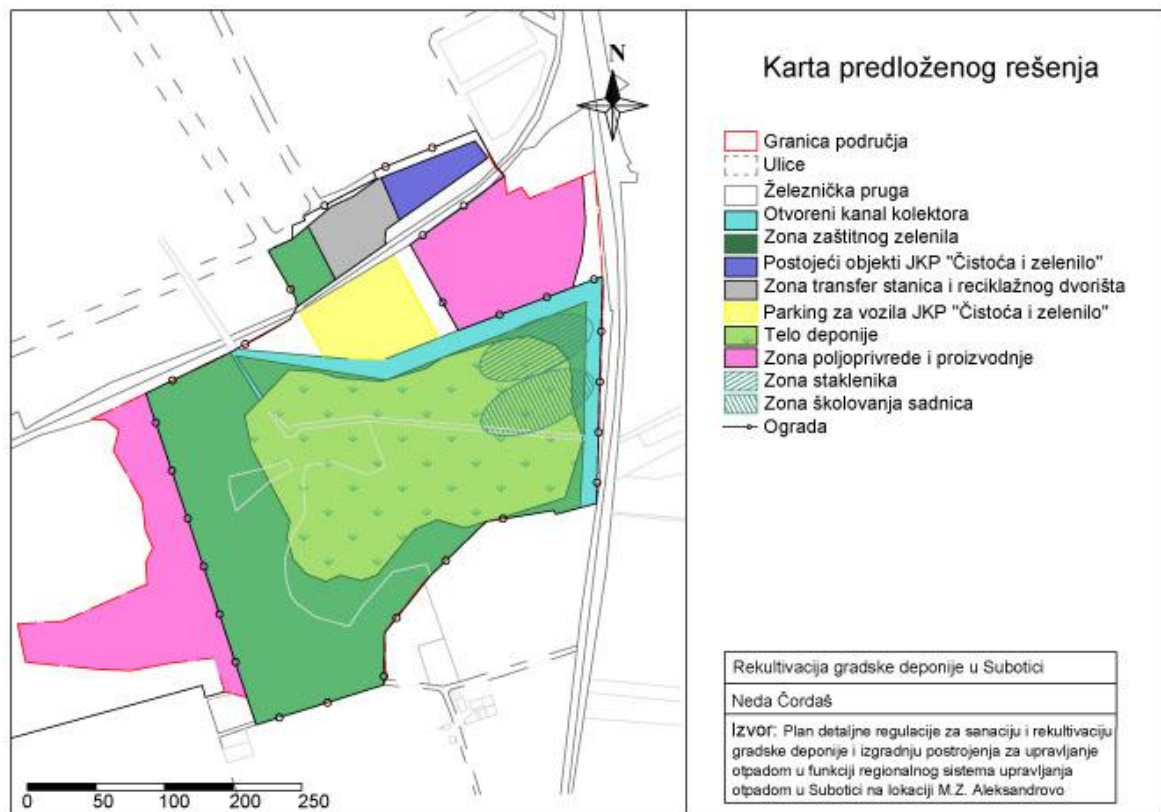 N
0 50 100 200 250
Karta predloženog rešenja
Granica područja
Ulice
Železnička pruga
Otvoreni kanal kolektora
Zona zaštitnog zelenila
Postojeći objekti JKP "Čistoća i zelenilo"
Zona transfer stanica i reciklažnog dvorišta
Parking za vozila JKP "Čistoća i zelenilo"
Telo deponije
Zona poljoprivrede i proizvodnje
Zona staklenika
Zona školovanja sadnica
Ograda
Rekultivacija gradske deponije u Subotici
Neda Čordaš
Izvor: Plan detaljne regulacije za sanaciju i rekultivaciju
gradske deponije i izgradnju postrojenja za upravljanje
otpadom u funkciji regionalnog sistema upravljanja
otpadom u Subotici na lokaciji M.Z. Aleksandrovo